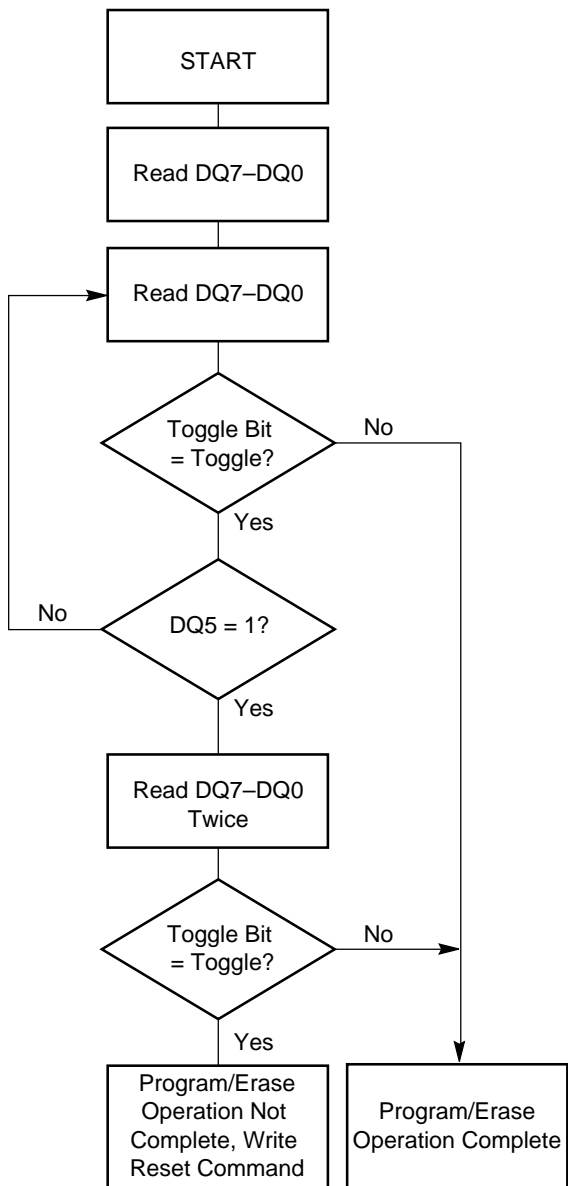 START
Read DQ7–DQ0
Read DQ7–DQ0
Toggle Bit
= Toggle?
No
Yes
No
DQ5 = 1?
Yes
Read DQ7–DQ0
Twice
Toggle Bit
= Toggle?
No
Yes
Program/Erase
Operation Not
Complete, Write
Reset Command
Program/Erase
Operation Complete